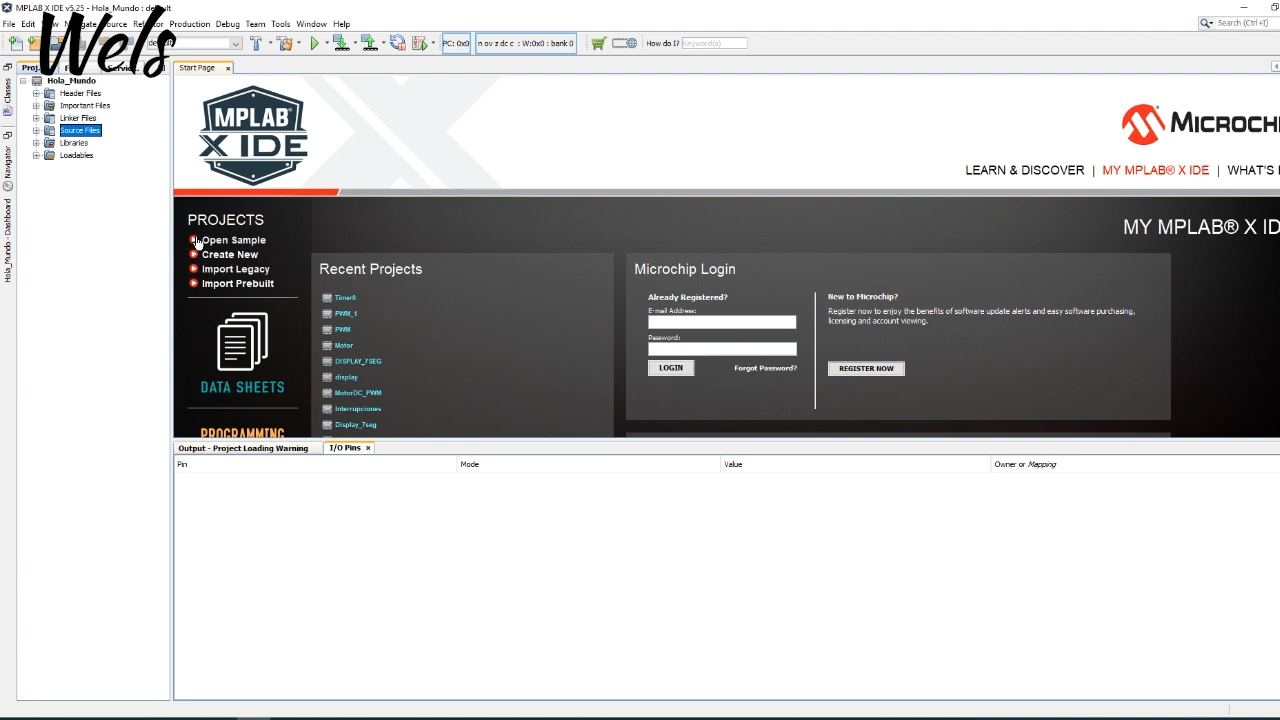 MPLAB X IDE v5.25 - Hola_Mundo : default
File Edit Navigate Source Refactor Production Debug Team Tools Window Help
Search (Ctrl+I)
Wels
PC: 0x0
n ov z dc c : W:0x0 : bank 0
How do I?
Keyword(s)
Start Page
Classes
Navigator
Hola_Mundo - Dashboard
Hola_Mundo
Header Files
Important Files
Linker Files
Source Files
Libraries
Loadables
MPLAB®
X IDE
LEARN & DISCOVER | MY MPLAB® X IDE | WHAT'S
PROJECTS
Open Sample
Create New
Import Legacy
Import Prebuilt
DATA SHEETS
PROGRAMMING
MY MPLAB® X ID
Recent Projects
Timer0
PWM_1
PWM
Motor
DISPLAY_7SEG
display
MotorDC_PWM
Interrupciones
Display_7seg
Microchip Login
Already Registered?
E-mail Address:
Password:
LOGIN
Forgot Password?
New to Microchip?
Register now to enjoy the benefits of software update alerts and easy software purchasing,
licensing and account viewing.
REGISTER NOW
Output - Project Loading Warning
I/O Pins
Pin
Mode
Value
Owner or Mapping